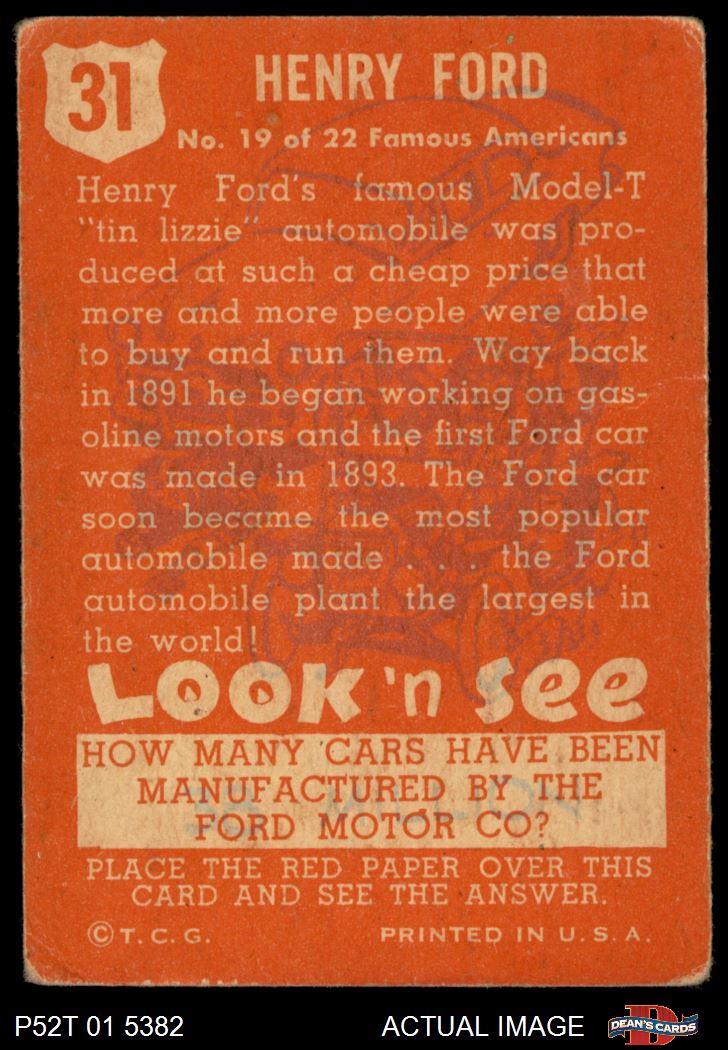 31
HENRY FORD
No. 19 of 22 Famous Americans
Henry Ford's famous Model-T
"tin lizzie" automobile was pro-
duced at such a cheap price that
more and more people were able
to buy and run them. Way back
in 1891 he began working on gas-
oline motors and the first Ford car
was made in 1893. The Ford car
soon became the most popular
automobile made . . . the Ford
automobile plant the largest in
the world!
LOOK 'n See
HOW MANY CARS HAVE BEEN
MANUFACTURED BY THE
FORD MOTOR CO?
PLACE THE RED PAPER OVER THIS
CARD AND SEE THE ANSWER.
©T.C.G. PRINTED IN U.S.A.
P52T 01 5382 ACTUAL IMAGE DEAN'S CARDS